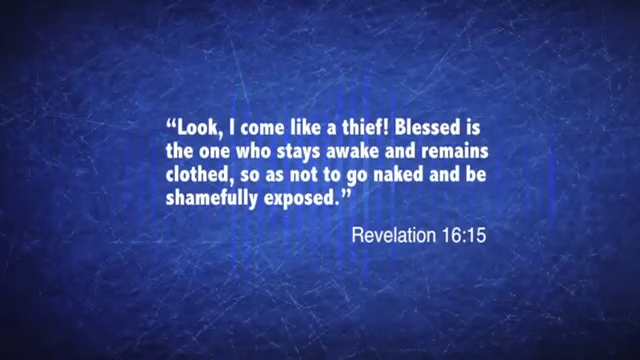 “Look, I come like a thief! Blessed is
the one who stays awake and remains
clothed, so as not to go naked and be
shamefully exposed.”
Revelation 16:15